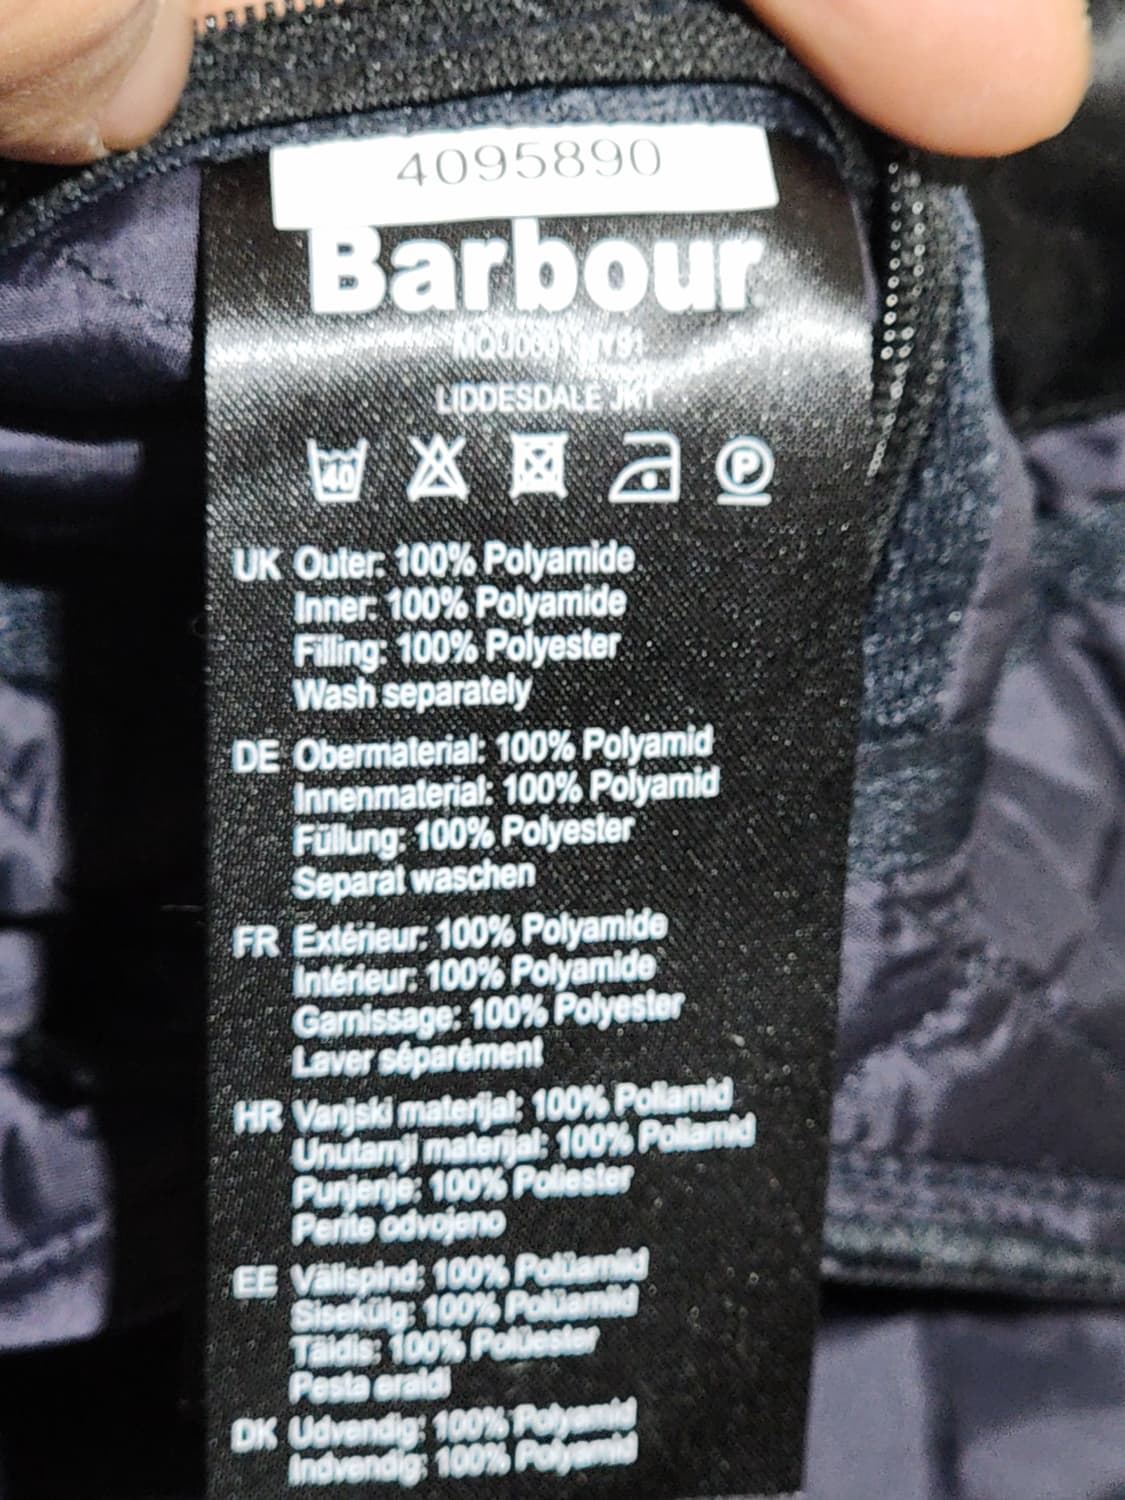 4095890
Barbour
MQU0001NY91
LIDDESDALE JKT
40
P
UK Outer: 100% Polyamide
Inner: 100% Polyamide
Filling: 100% Polyester
Wash separately
DE Obermaterial: 100% Polyamid
Innenmaterial: 100% Polyamid
Füllung: 100% Polyester
Separat waschen
FR Extérieur: 100% Polyamide
Intérieur: 100% Polyamide
Garnissage: 100% Polyester
Laver séparément
HR Vanjski materijal: 100% Poliamid
Unutarnji materijal: 100% Poliamid
Punjenje: 100% Poliester
Perite odvojeno
EE Välispind: 100% Polüamiid
Sisekülg: 100% Polüamiid
Täidis: 100% Polüester
Pesta eraldi
DK Udvendig: 100% Polyamid
Indvendig: 100% Polyamid